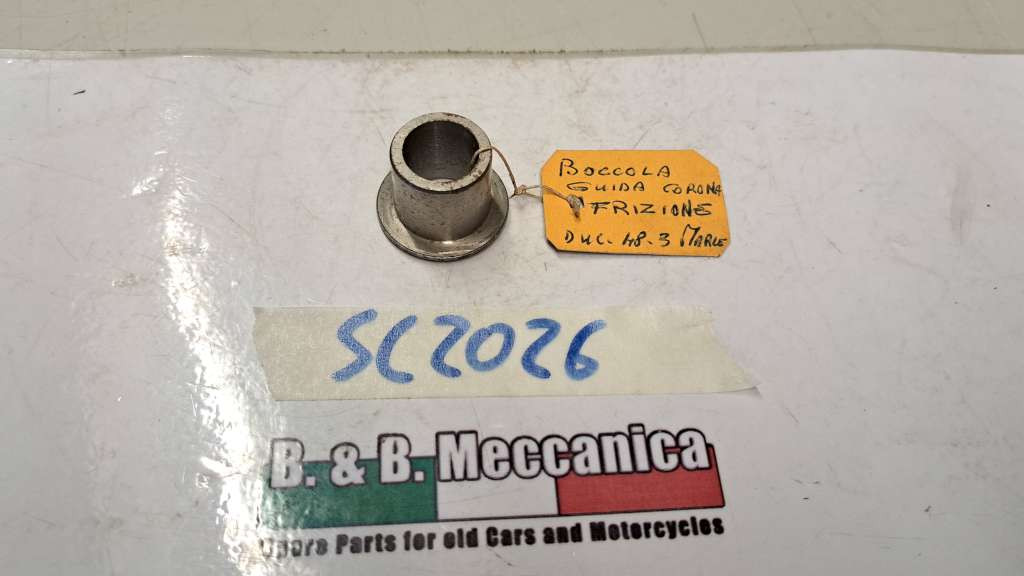 BOCCOLA
GUIDA CORONA
FRIZIONE
DUC. 48.3 MARCE
SC2026
B. & B. Meccanica
Spare Parts for old Cars and Motorcycles